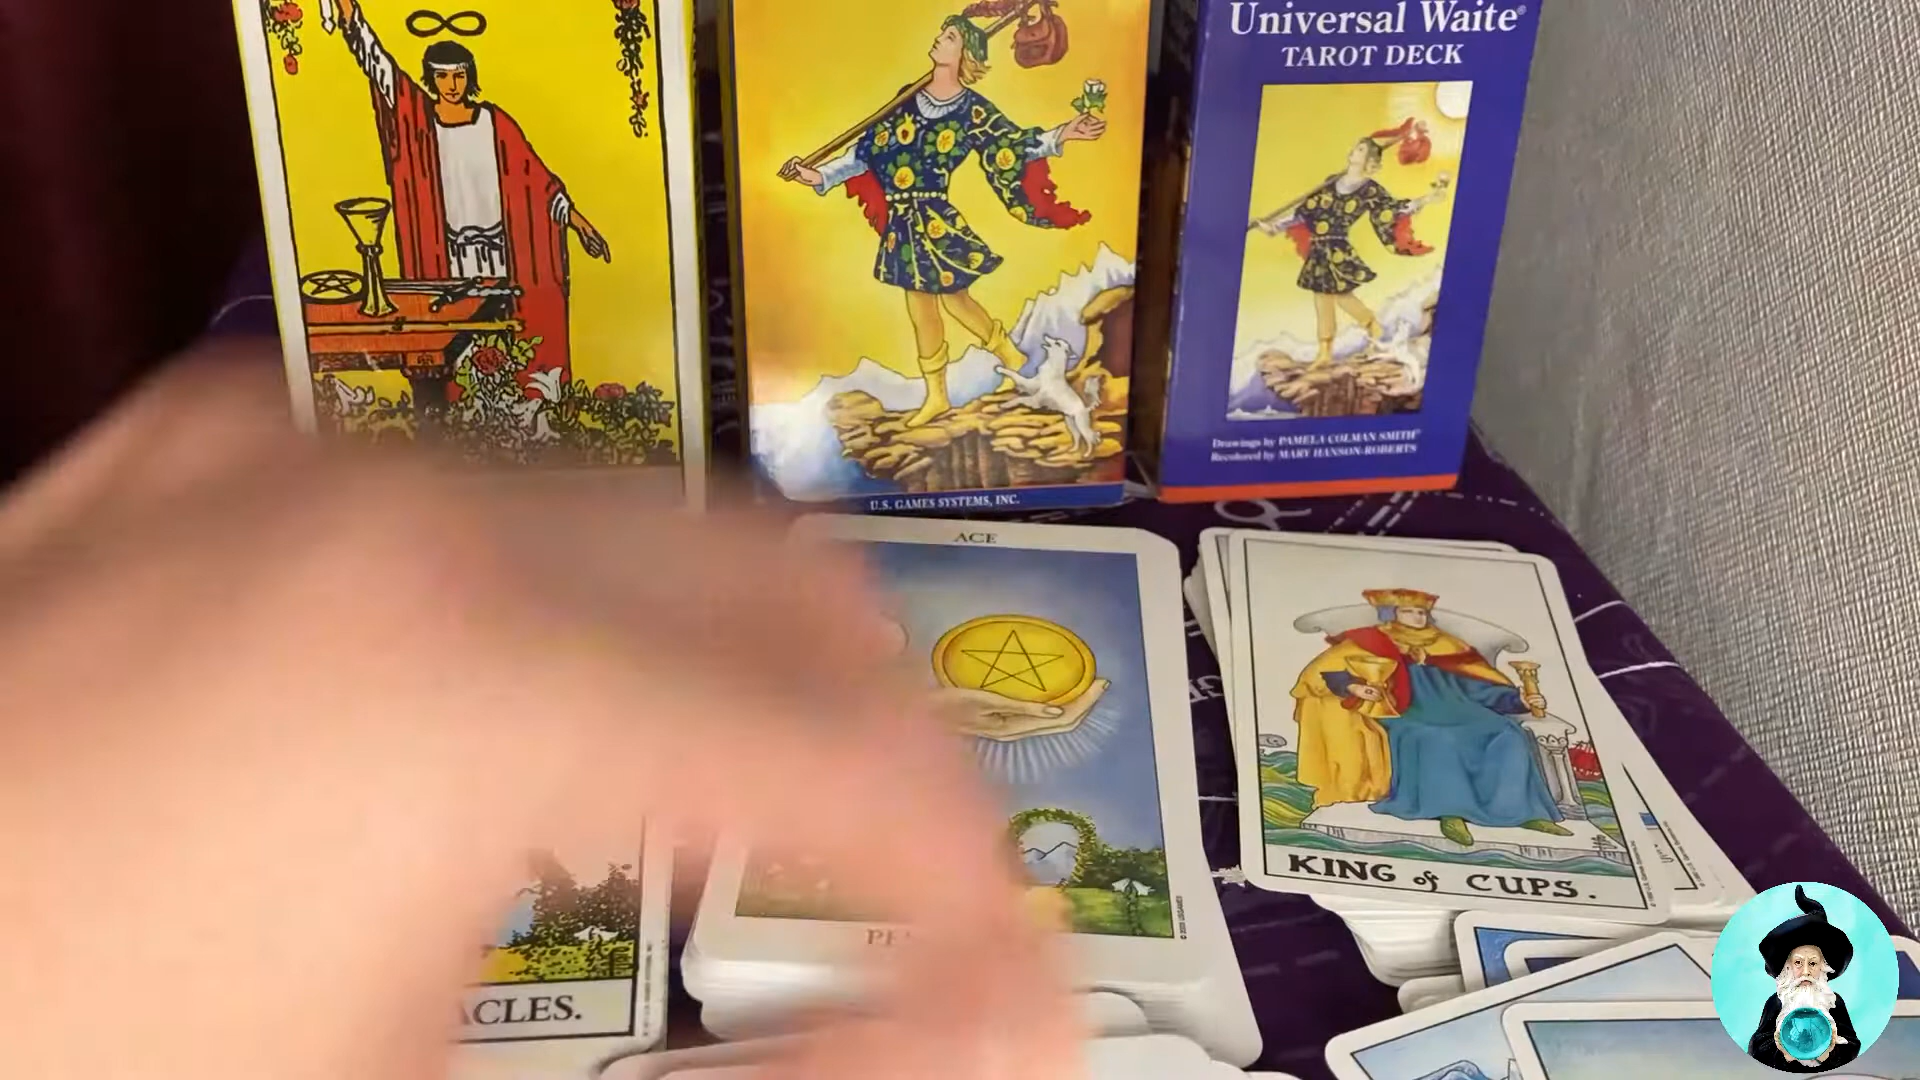 Universal Waite®
TAROT DECK
Drawings by PAMELA COLMAN SMITH®
Recolored by MARY HANSON-ROBERTS
U.S. GAMES SYSTEMS, INC.
ACE
KING of CUPS.
ACLES.
PE